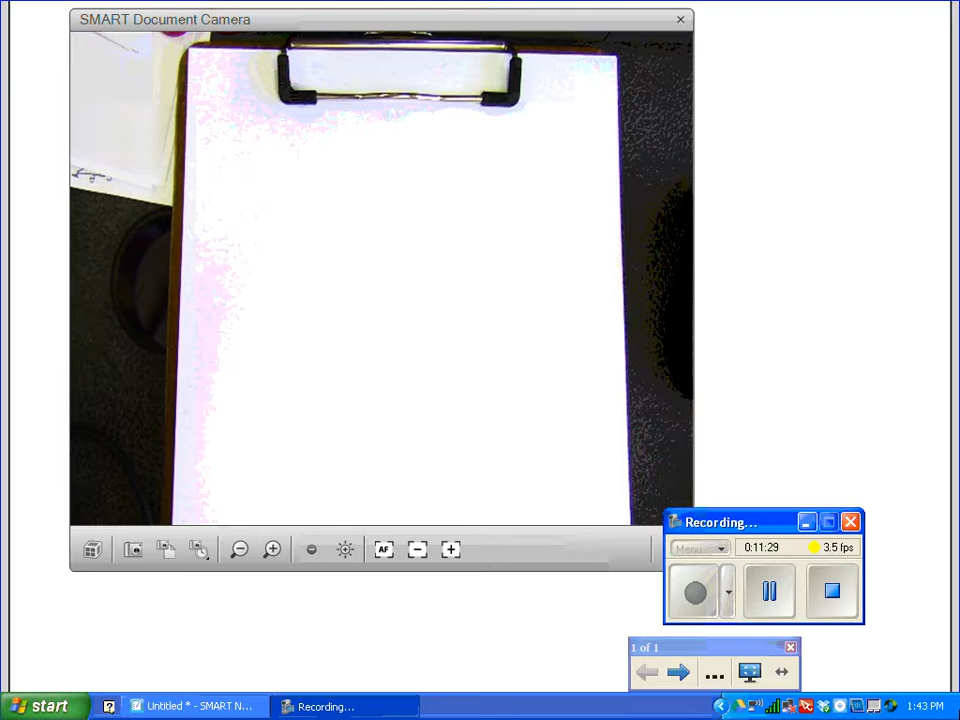 SMART Document Camera
AF
Recording...
Menu
0:11:29
3.5 fps
1 of 1
...
start
?
Untitled * - SMART N...
Recording...
1:43 PM